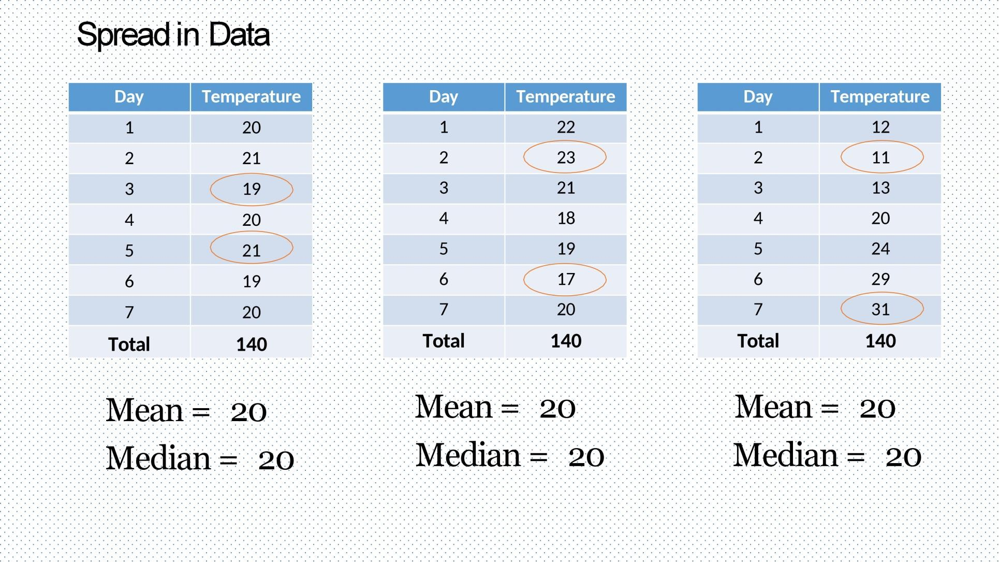 Spread in Data
Day Temperature
1 20
2 21
3 19
4 20
5 21
6 19
7 20
Total 140
Mean = 20
Median = 20
Day Temperature
1 22
2 23
3 21
4 18
5 19
6 17
7 20
Total 140
Mean = 20
Median = 20
Day Temperature
1 12
2 11
3 13
4 20
5 24
6 29
7 31
Total 140
Mean = 20
Median = 20